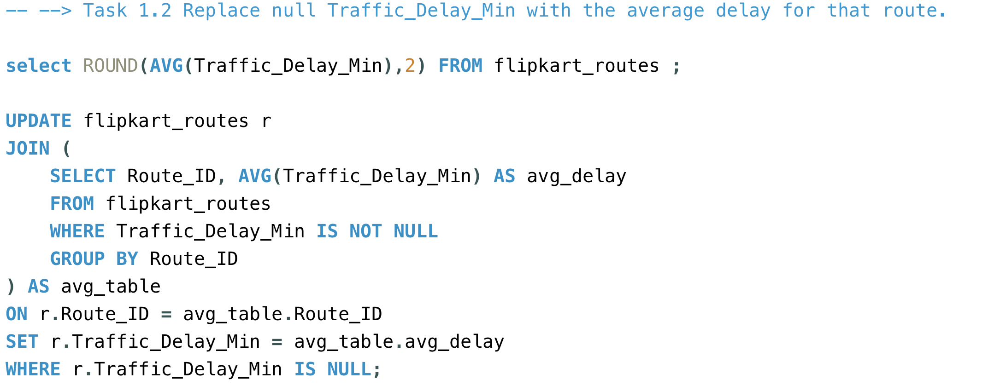 -- --> Task 1.2 Replace null Traffic_Delay_Min with the average delay for that route.
select ROUND(AVG(Traffic_Delay_Min),2) FROM flipkart_routes ;
UPDATE flipkart_routes r
JOIN (
    SELECT Route_ID, AVG(Traffic_Delay_Min) AS avg_delay
    FROM flipkart_routes
    WHERE Traffic_Delay_Min IS NOT NULL
    GROUP BY Route_ID
) AS avg_table
ON r.Route_ID = avg_table.Route_ID
SET r.Traffic_Delay_Min = avg_table.avg_delay
WHERE r.Traffic_Delay_Min IS NULL;